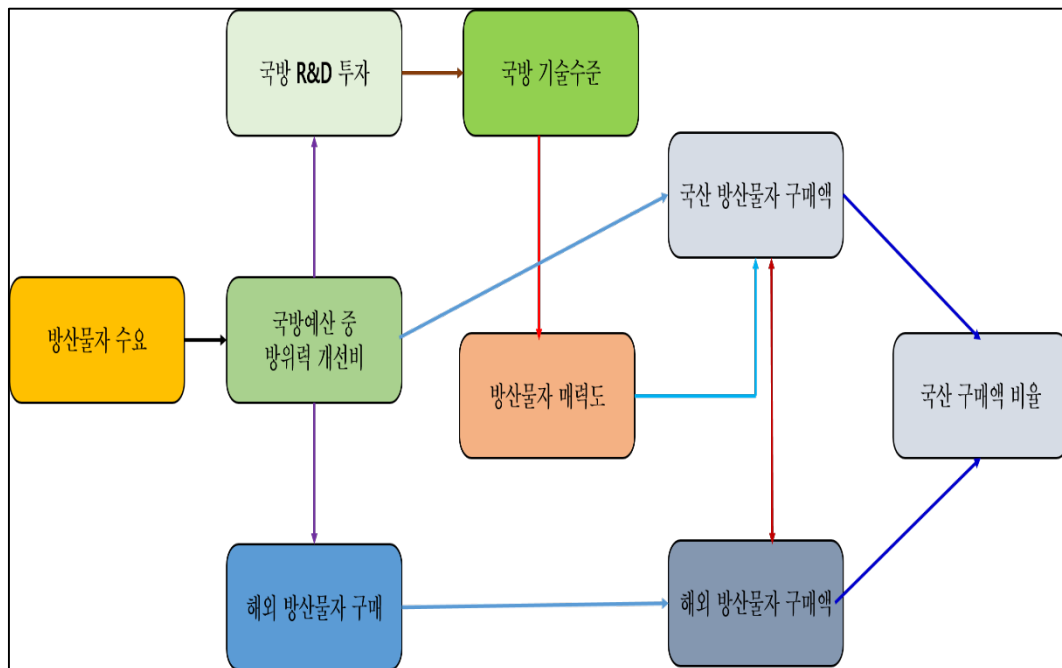 국방 R&D 투자
국방 기술수준
국산 방산물자 구매액
방산물자 수요
국방예산 중
방위력 개선비
방산물자 매력도
국산 구매액 비율
해외 방산물자 구매
해외 방산물자 구매액